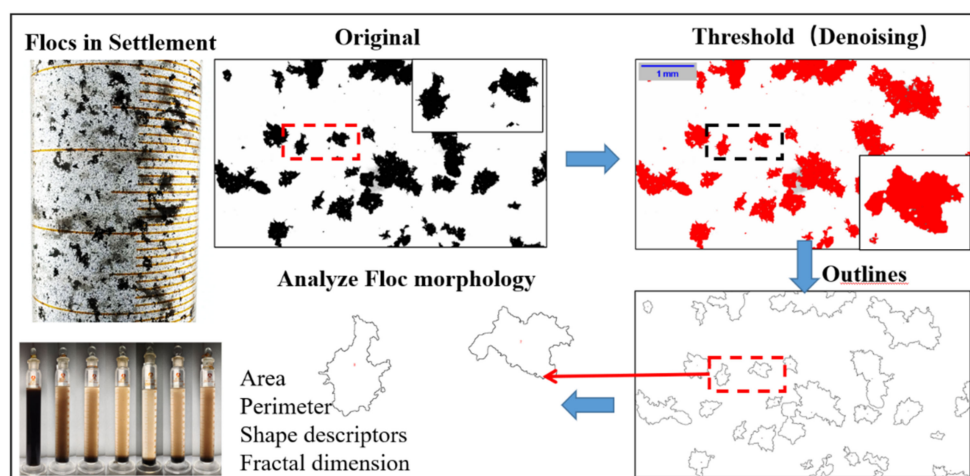 Flocs in Settlement
Original
Threshold（Denoising）
1 mm
Analyze Floc morphology
Outlines
Area
Perimeter
Shape descriptors
Fractal dimension